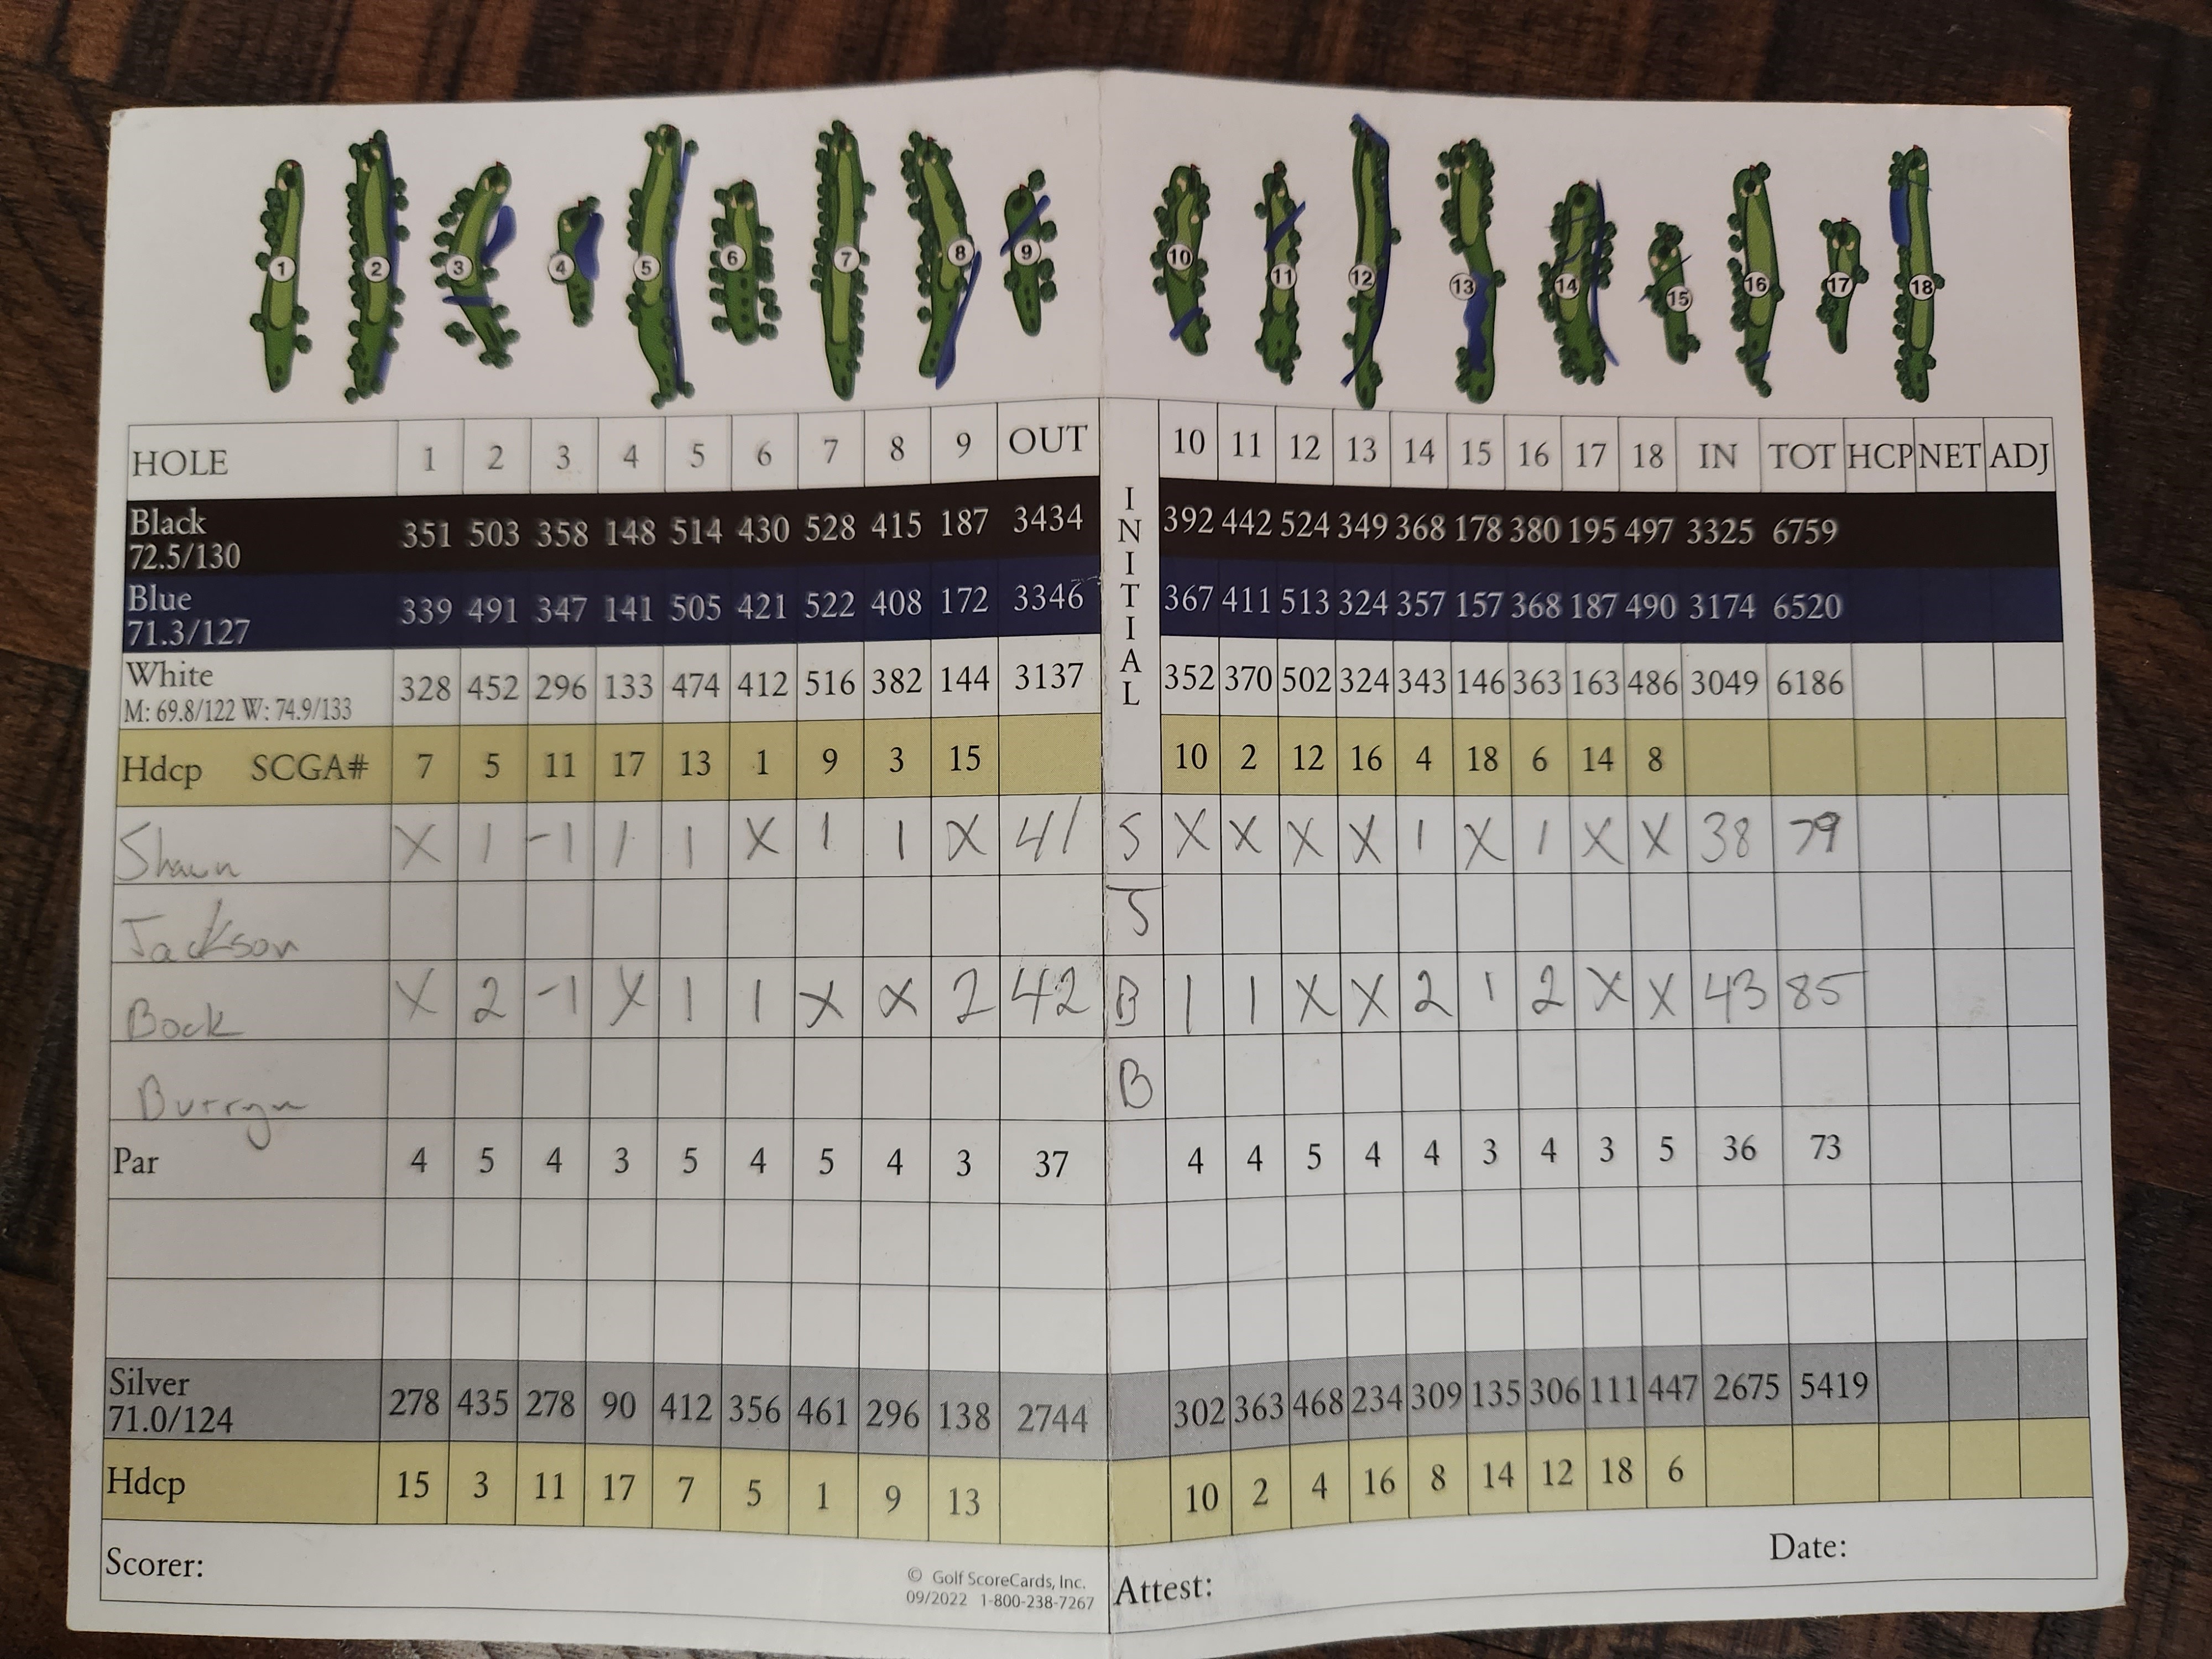 1 2 3 4 5 6 7 8 9 10 11 12 13 14 15 16 17 18
HOLE 1 2 3 4 5 6 7 8 9 OUT INITIAL 10 11 12 13 14 15 16 17 18 IN TOT HCP NET ADJ
Black 351 503 358 148 514 430 528 415 187 3434 392 442 524 349 368 178 380 195 497 3325 6759
72.5/130
Blue 339 491 347 141 505 421 522 408 172 3346 367 411 513 324 357 157 368 187 490 3174 6520
71.3/127
White 328 452 296 133 474 412 516 382 144 3137 352 370 502 324 343 146 363 163 486 3049 6186
M: 69.8/122 W: 74.9/133
Hdcp SCGA# 7 5 11 17 13 1 9 3 15 10 2 12 16 4 18 6 14 8
Shawn X 1 -1 1 1 X 1 1 X 41 S X X X X 1 X 1 X X 38 79
Jackson J
Bock X 2 -1 X 1 1 X X 2 42 B 1 1 X X 2 1 2 X X 43 85
B
Par 4 5 4 3 5 4 5 4 3 37 4 4 5 4 4 3 4 3 5 36 73
Silver 278 435 278 90 412 356 461 296 138 2744 302 363 468 234 309 135 306 111 447 2675 5419
71.0/124
Hdcp 15 3 11 17 7 5 1 9 13 10 2 4 16 8 14 12 18 6
Scorer:
© Golf ScoreCards, Inc.
09/2022 1-800-238-7267
Attest:
Date: